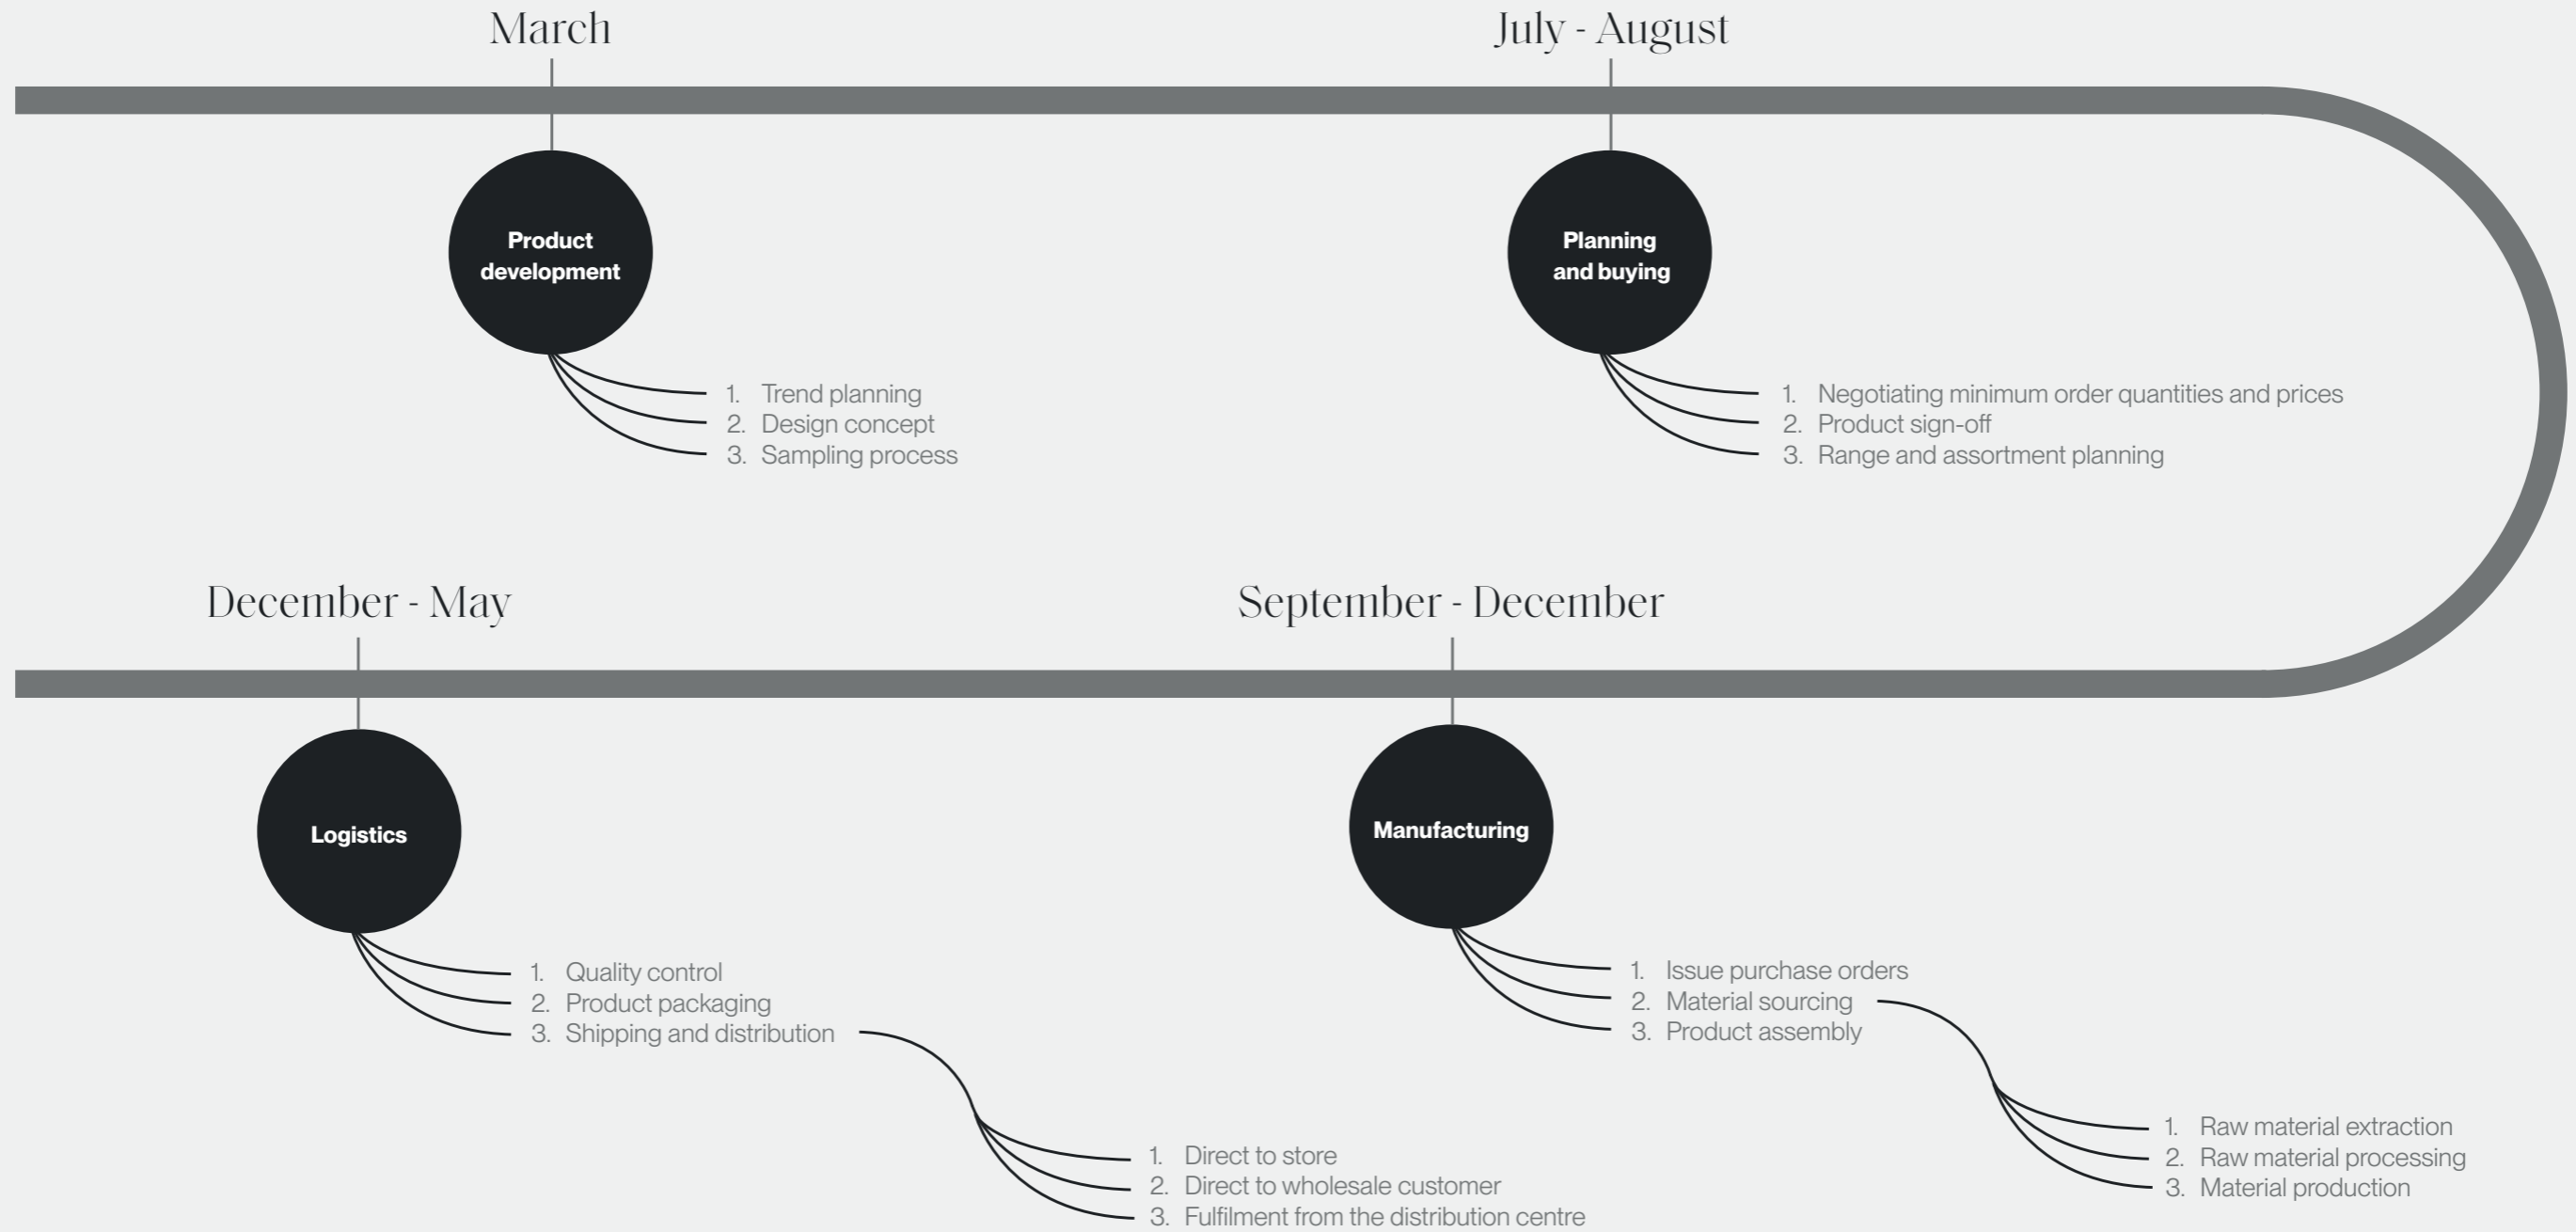 March
Product
development
1. Trend planning
2. Design concept
3. Sampling process
July - August
Planning
and buying
1. Negotiating minimum order quantities and prices
2. Product sign-off
3. Range and assortment planning
September - December
Manufacturing
1. Issue purchase orders
2. Material sourcing
3. Product assembly
1. Raw material extraction
2. Raw material processing
3. Material production
December - May
Logistics
1. Quality control
2. Product packaging
3. Shipping and distribution
1. Direct to store
2. Direct to wholesale customer
3. Fulfilment from the distribution centre